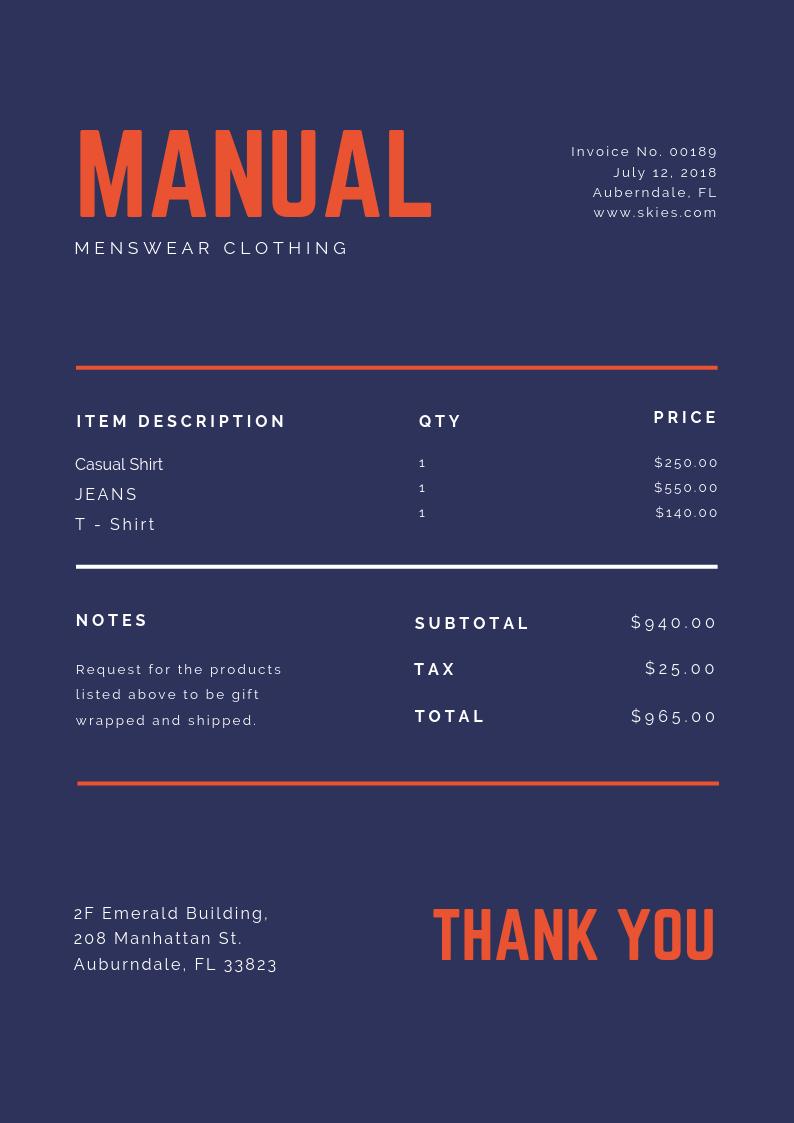 MANUAL
MENSWEAR CLOTHING
Invoice No. 00189
July 12, 2018
Auberndale, FL
www.skies.com
ITEM DESCRIPTION QTY PRICE
Casual Shirt 1 $250.00
JEANS 1 $550.00
T - Shirt 1 $140.00
NOTES
Request for the products
listed above to be gift
wrapped and shipped.
SUBTOTAL $940.00
TAX $25.00
TOTAL $965.00
2F Emerald Building,
208 Manhattan St.
Auburndale, FL 33823
THANK YOU